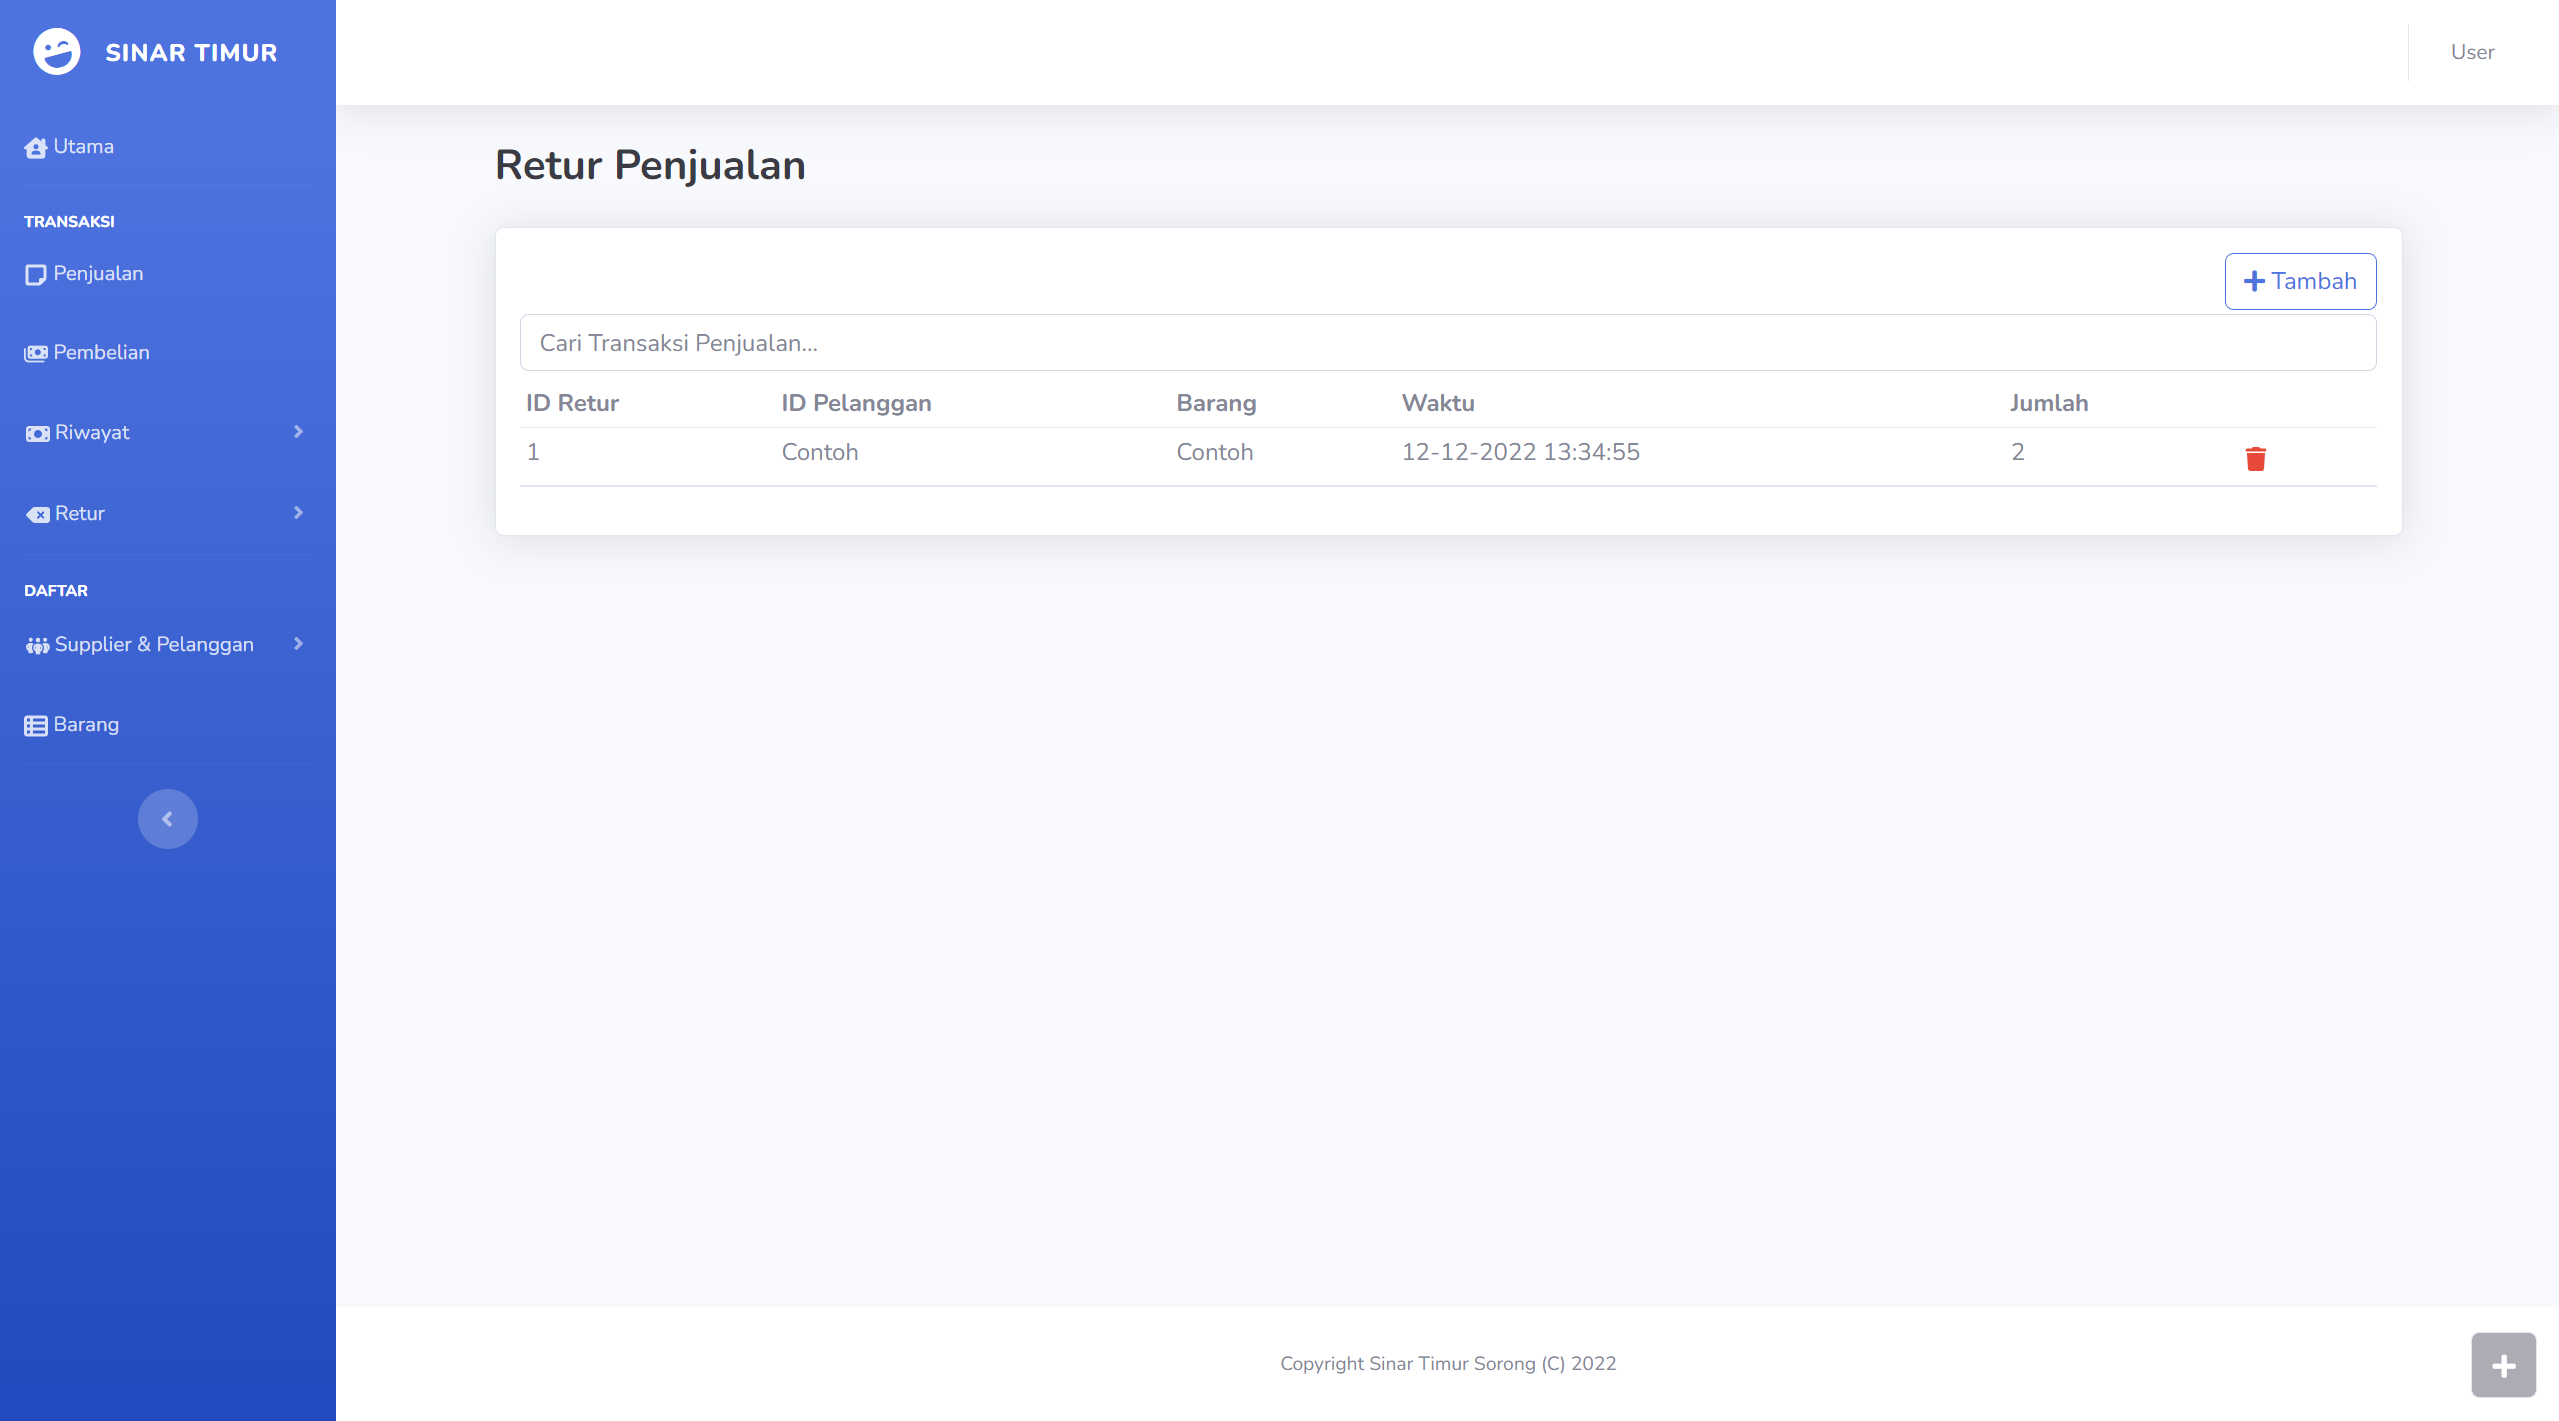 SINAR TIMUR
User
Utama
TRANSAKSI
Penjualan
Pembelian
Riwayat
Retur
DAFTAR
Supplier & Pelanggan
Barang
Retur Penjualan
Tambah
Cari Transaksi Penjualan...
ID Retur ID Pelanggan Barang Waktu Jumlah
1 Contoh Contoh 12-12-2022 13:34:55 2
Copyright Sinar Timur Sorong (C) 2022